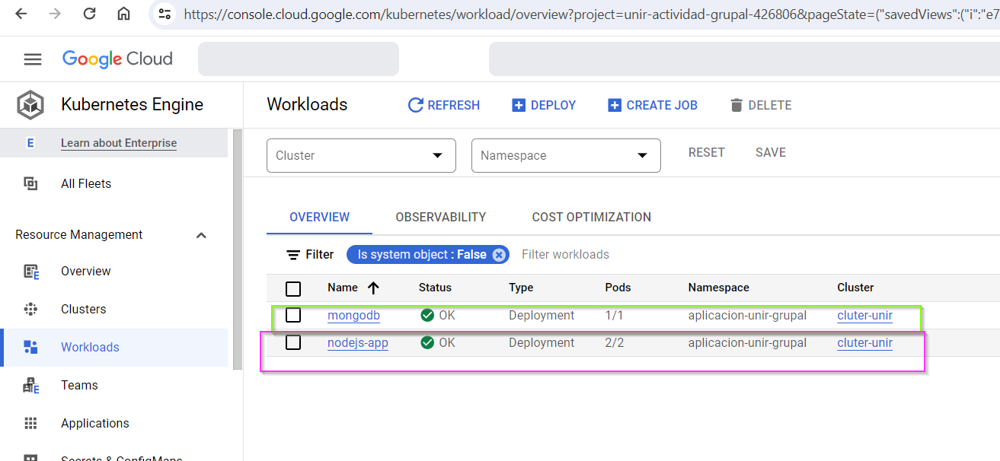 https://console.cloud.google.com/kubernetes/workload/overview?project=unir-actividad-grupal-426806&pageState=("savedViews":("i":"e7
Google Cloud
Kubernetes Engine
Workloads
REFRESH
DEPLOY
CREATE JOB
DELETE
E Learn about Enterprise
Cluster
Namespace
RESET
SAVE
All Fleets
OVERVIEW
OBSERVABILITY
COST OPTIMIZATION
Resource Management
Filter
Is system object : False
Filter workloads
Overview
Clusters
Workloads
Teams
Applications
Secrets & ConfigMaps
Name Status Type Pods Namespace Cluster
mongodb OK Deployment 1/1 aplicacion-unir-grupal cluter-unir
nodejs-app OK Deployment 2/2 aplicacion-unir-grupal cluter-unir